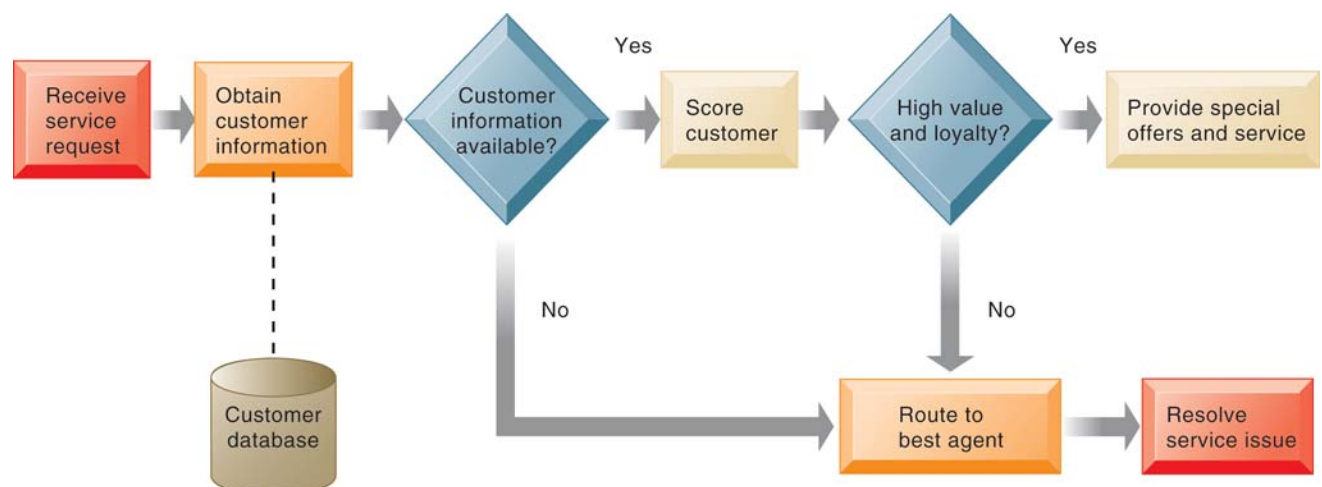 Receive
service
request
Obtain
customer
information
Customer
information
available?
Yes
Score
customer
High value
and loyalty?
Yes
Provide special
offers and service
No
No
Customer
database
Route to
best agent
Resolve
service issue